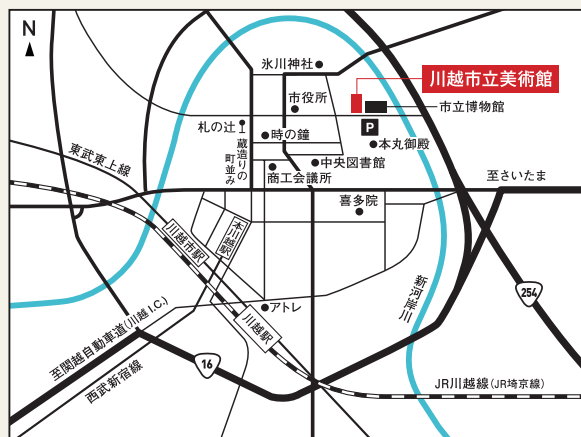 N
氷川神社
川越市立美術館
市役所
市立博物館
札の辻
時の鐘
P
本丸御殿
蔵造りの
町並み
東武東上線
中央図書館
商工会議所
至さいたま
喜多院
本川越駅
川越市駅
新河岸川
254
アトレ
川越駅
至関越自動車道(川越I.C.)
16
西武新宿線
JR川越線(JR埼京線)